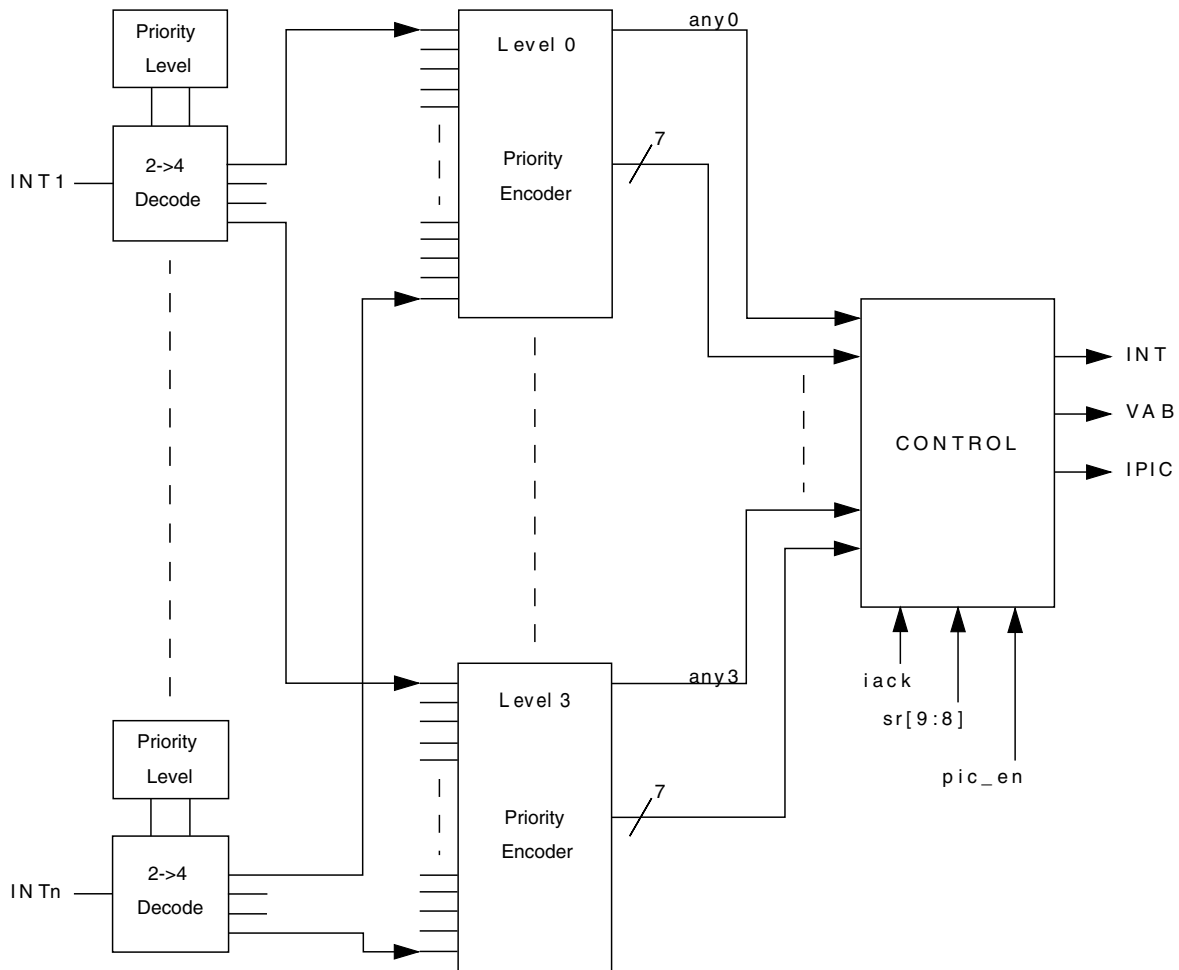 Priority
Level
2->4
Decode
INT1
Level 0
Priority
Encoder
any0
7
CONTROL
INT
VAB
IPIC
iack
sr[9:8]
pic_en
Level 3
Priority
Encoder
any3
7
Priority
Level
2->4
Decode
INTn